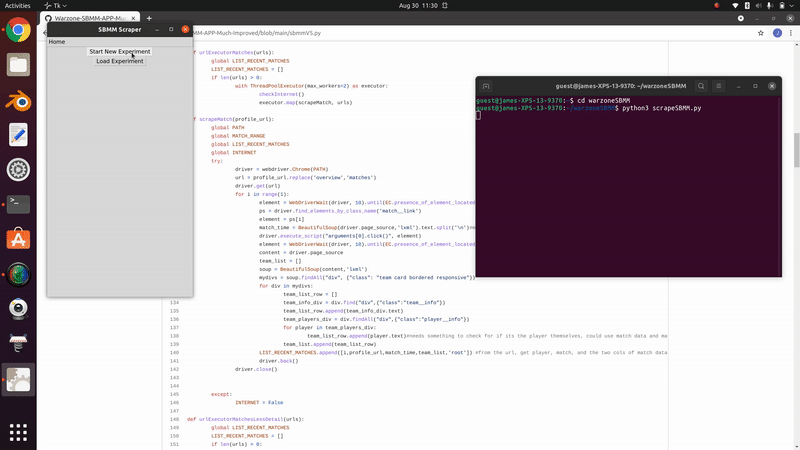 Activities
Tk
Aug 30 11:30
Warzone-SBMM-APP-Much-
SBMM Scraper
Home
Start New Experiment
Load Experiment
MM-APP-Much-Improved/blob/main/sbmmV5.py
urlExecutorMatches(urls):
global LIST_RECENT_MATCHES
LIST_RECENT_MATCHES = []
if len(urls) > 0:
with ThreadPoolExecutor(max_workers=2) as executor:
checkInternet()
executor.map(scrapeMatch, urls)
scrapeMatch(profile_url):
global PATH
global MATCH_RANGE
global LIST_RECENT_MATCHES
global INTERNET
try:
driver = webdriver.Chrome(PATH)
url = profile_url.replace('overview','matches')
driver.get(url)
for i in range(1):
element = WebDriverWait(driver, 10).until(EC.presence_of_element_locate
ps = driver.find_elements_by_class_name('match__link')
element = ps[i]
match_time = BeautifulSoup(driver.page_source,'lxml').text.split('\n')
driver.execute_script("arguments[0].click()", element)
element = WebDriverWait(driver, 10).until(EC.presence_of_element_locate
content = driver.page_source
team_list = []
soup = BeautifulSoup(content,'lxml')
mydivs = soup.findAll("div", {"class": "team card bordered responsive"})
for div in mydivs:
134 team_list_row = []
135 team_info_div = div.find("div",{"class":"team__info"})
136 team_list_row.append(team_info_div.text)
137 team_players_div = div.findAll("div",{"class":"player__info"})
138 for player in team_players_div:
139 team_list_row.append(player.text)#needs something to check for if its the player themselves, could use match data and ma
140 team_list.append(team_list_row)
141 LIST_RECENT_MATCHES.append([i,profile_url,match_time,team_list,'root']) #from the url, get player, match, and the two cols of match data
141 driver.back()
142 driver.close()
143
144
145 except:
146 INTERNET = False
147
148 def urlExecutorMatchesLessDetail(urls):
149 global LIST_RECENT_MATCHES
150 LIST_RECENT_MATCHES = []
151 if len(urls) > 0:
guest@james-XPS-13-9370: ~/warzoneSBMM
guest@james-XPS-13-9370:~$ cd warzoneSBMM
guest@james-XPS-13-9370:~/warzoneSBMM$ python3 scrapeSBMM.py